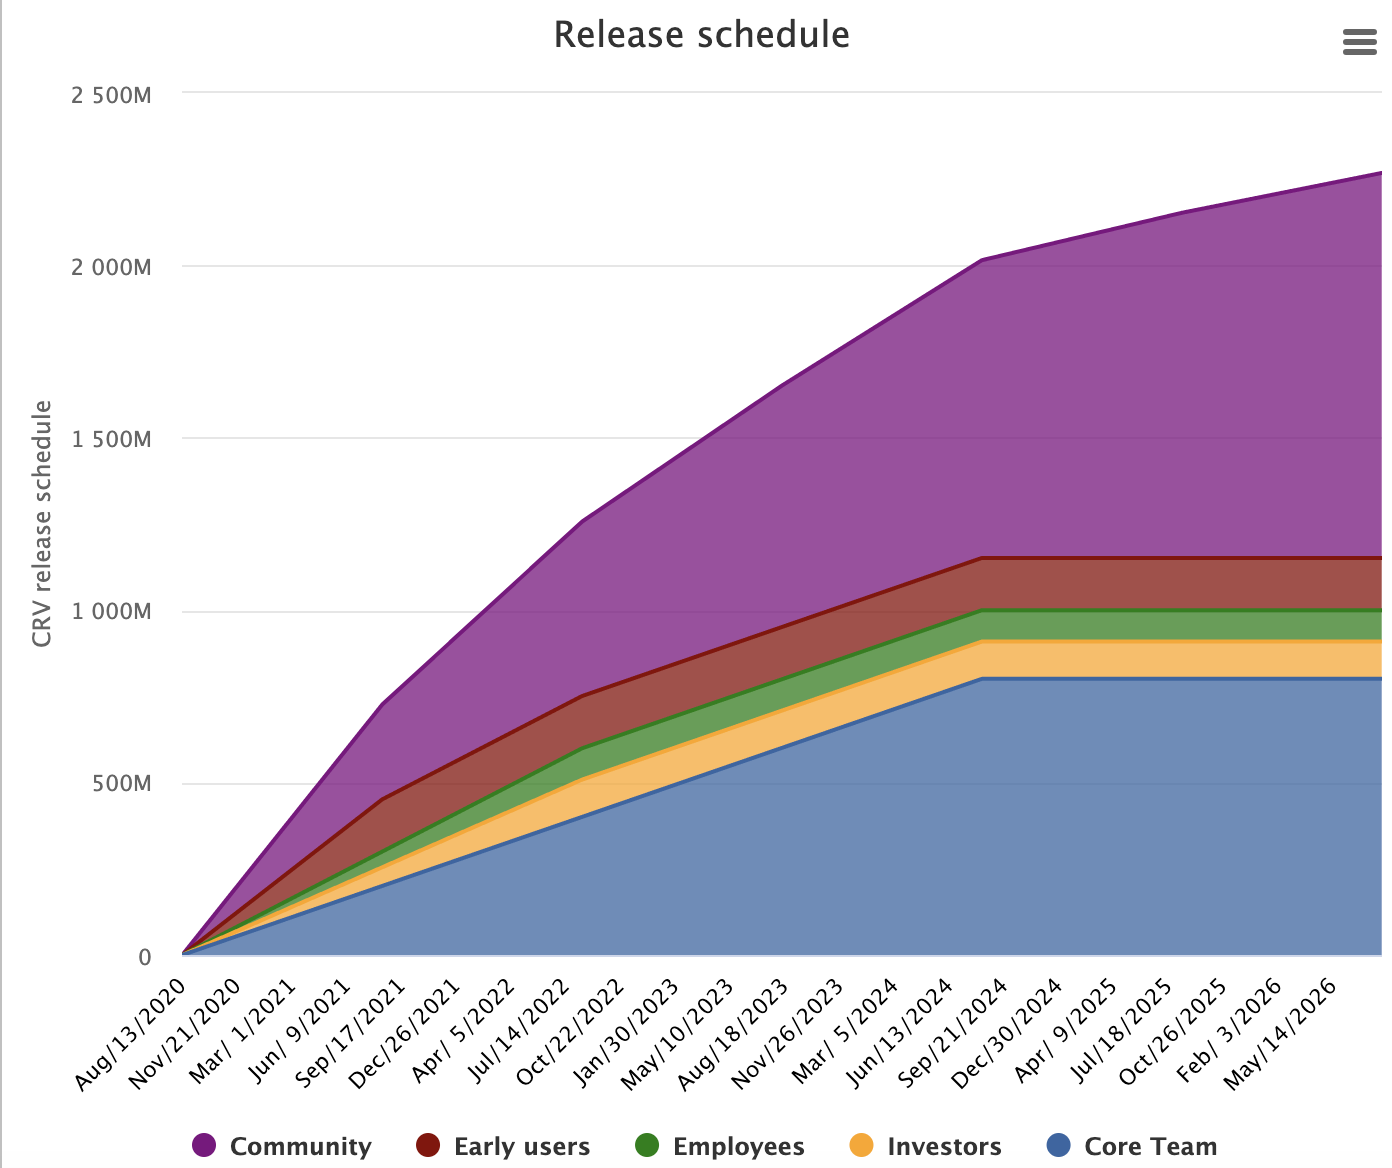 Release schedule
2 500M
2 000M
1 500M
1 000M
500M
0
CRV release schedule
Aug/13/2020
Nov/21/2020
Mar/ 1/2021
Jun/ 9/2021
Sep/17/2021
Dec/26/2021
Apr/ 5/2022
Jul/14/2022
Oct/22/2022
Jan/30/2023
May/10/2023
Aug/18/2023
Nov/26/2023
Mar/ 5/2024
Jun/13/2024
Sep/21/2024
Dec/30/2024
Apr/ 9/2025
Jul/18/2025
Oct/26/2025
Feb/ 3/2026
May/14/2026
Community
Early users
Employees
Investors
Core Team